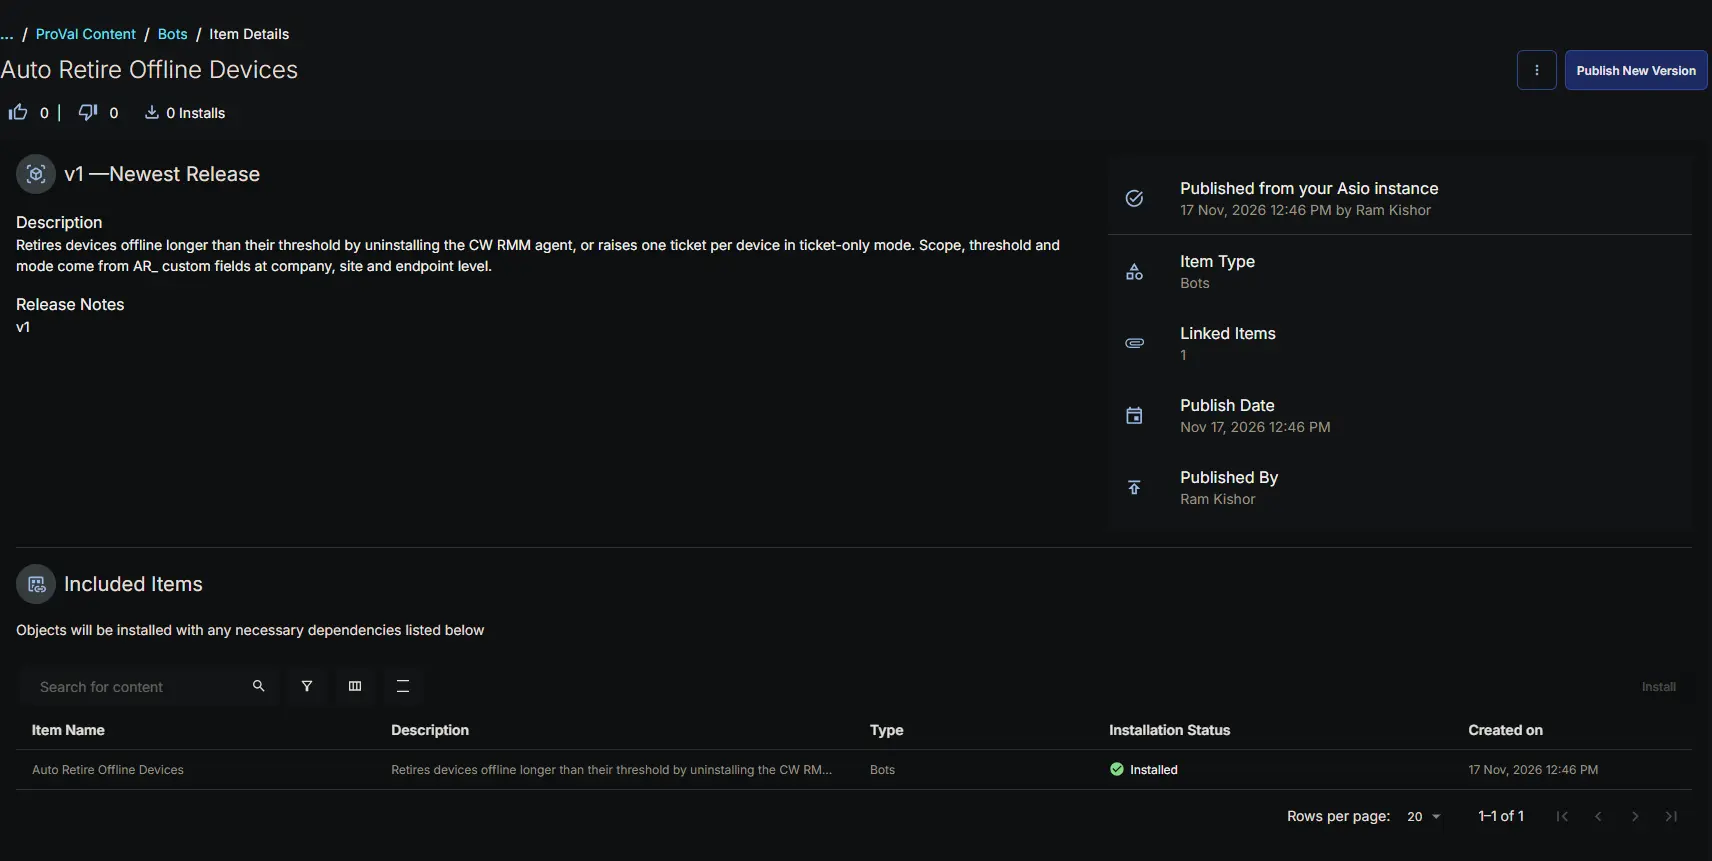 ... / ProVal Content / Bots / Item Details
Auto Retire Offline Devices
Publish New Version
0 | 0 0 Installs
v1 —Newest Release
Description
Retires devices offline longer than their threshold by uninstalling the CW RMM agent, or raises one ticket per device in ticket-only mode. Scope, threshold and
mode come from AR_ custom fields at company, site and endpoint level.
Release Notes
v1
Published from your Asio instance
17 Nov, 2026 12:46 PM by Ram Kishor
Item Type
Bots
Linked Items
1
Publish Date
Nov 17, 2026 12:46 PM
Published By
Ram Kishor
Included Items
Objects will be installed with any necessary dependencies listed below
Search for content
Install
Item Name Description Type Installation Status Created on
Auto Retire Offline Devices Retires devices offline longer than their threshold by uninstalling the CW RM... Bots Installed 17 Nov, 2026 12:46 PM
Rows per page: 20 1–1 of 1